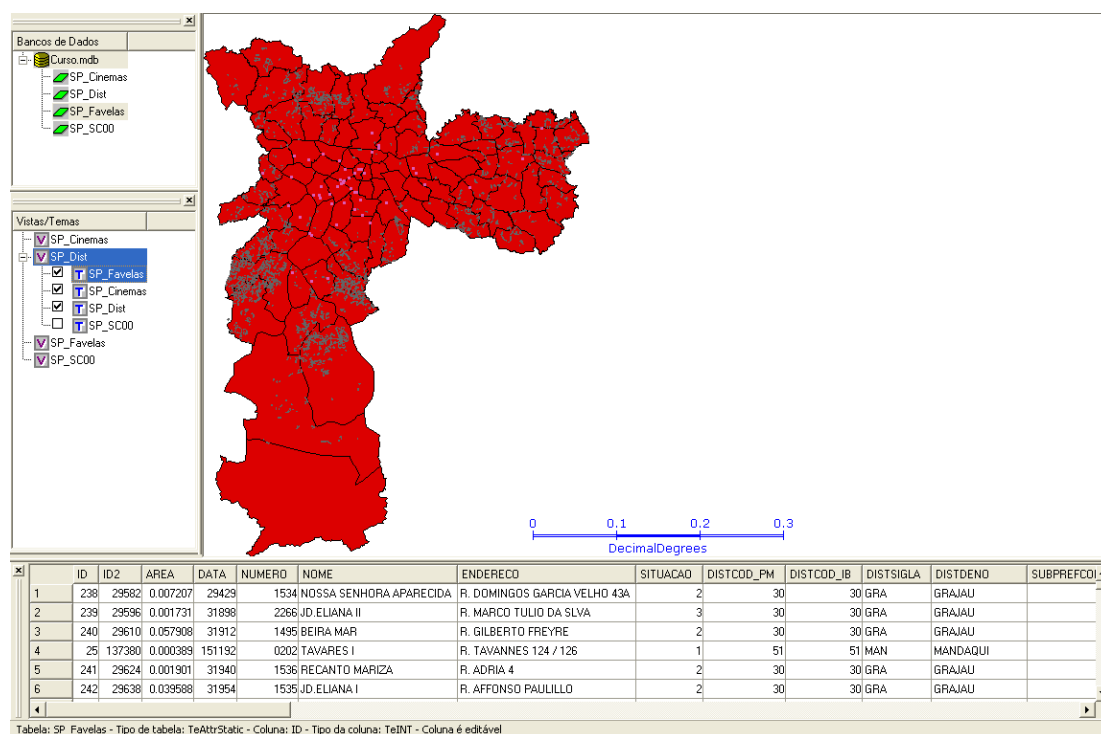 Bancos de Dados
Curso.mdb
SP_Cinemas
SP_Dist
SP_Favelas
SP_SC00
Vistas/Temas
V SP_Cinemas
V SP_Dist
T SP_Favelas
T SP_Cinemas
T SP_Dist
T SP_SC00
V SP_Favelas
V SP_SC00
0 0.1 0.2 0.3
DecimalDegrees
ID ID2 AREA DATA NUMERO NOME ENDERECO SITUACAO DISTCOD_PM DISTCOD_IB DISTSIGLA DISTDENO SUBPREFCOI
1 238 29582 0.007207 29429 1534 NOSSA SENHORA APARECIDA R. DOMINGOS GARCIA VELHO 43A 2 30 30 GRA GRAJAU
2 239 29596 0.001731 31898 2266 JD.ELIANA II R. MARCO TULIO DA SLVA 3 30 30 GRA GRAJAU
3 240 29610 0.057908 31912 1495 BEIRA MAR R. GILBERTO FREYRE 2 30 30 GRA GRAJAU
4 25 137380 0.000389 151192 0202 TAVARES I R. TAVANNES 124 / 126 1 51 51 MAN MANDAQUI
5 241 29624 0.001901 31940 1536 RECANTO MARIZA R. ADRIA 4 2 30 30 GRA GRAJAU
6 242 29638 0.039588 31954 1535 JD.ELIANA I R. AFFONSO PAULILLO 2 30 30 GRA GRAJAU
Tabela: SP_Favelas - Tipo de tabela: TeAttrStatic - Coluna: ID - Tipo da coluna: TeINT - Coluna é editável